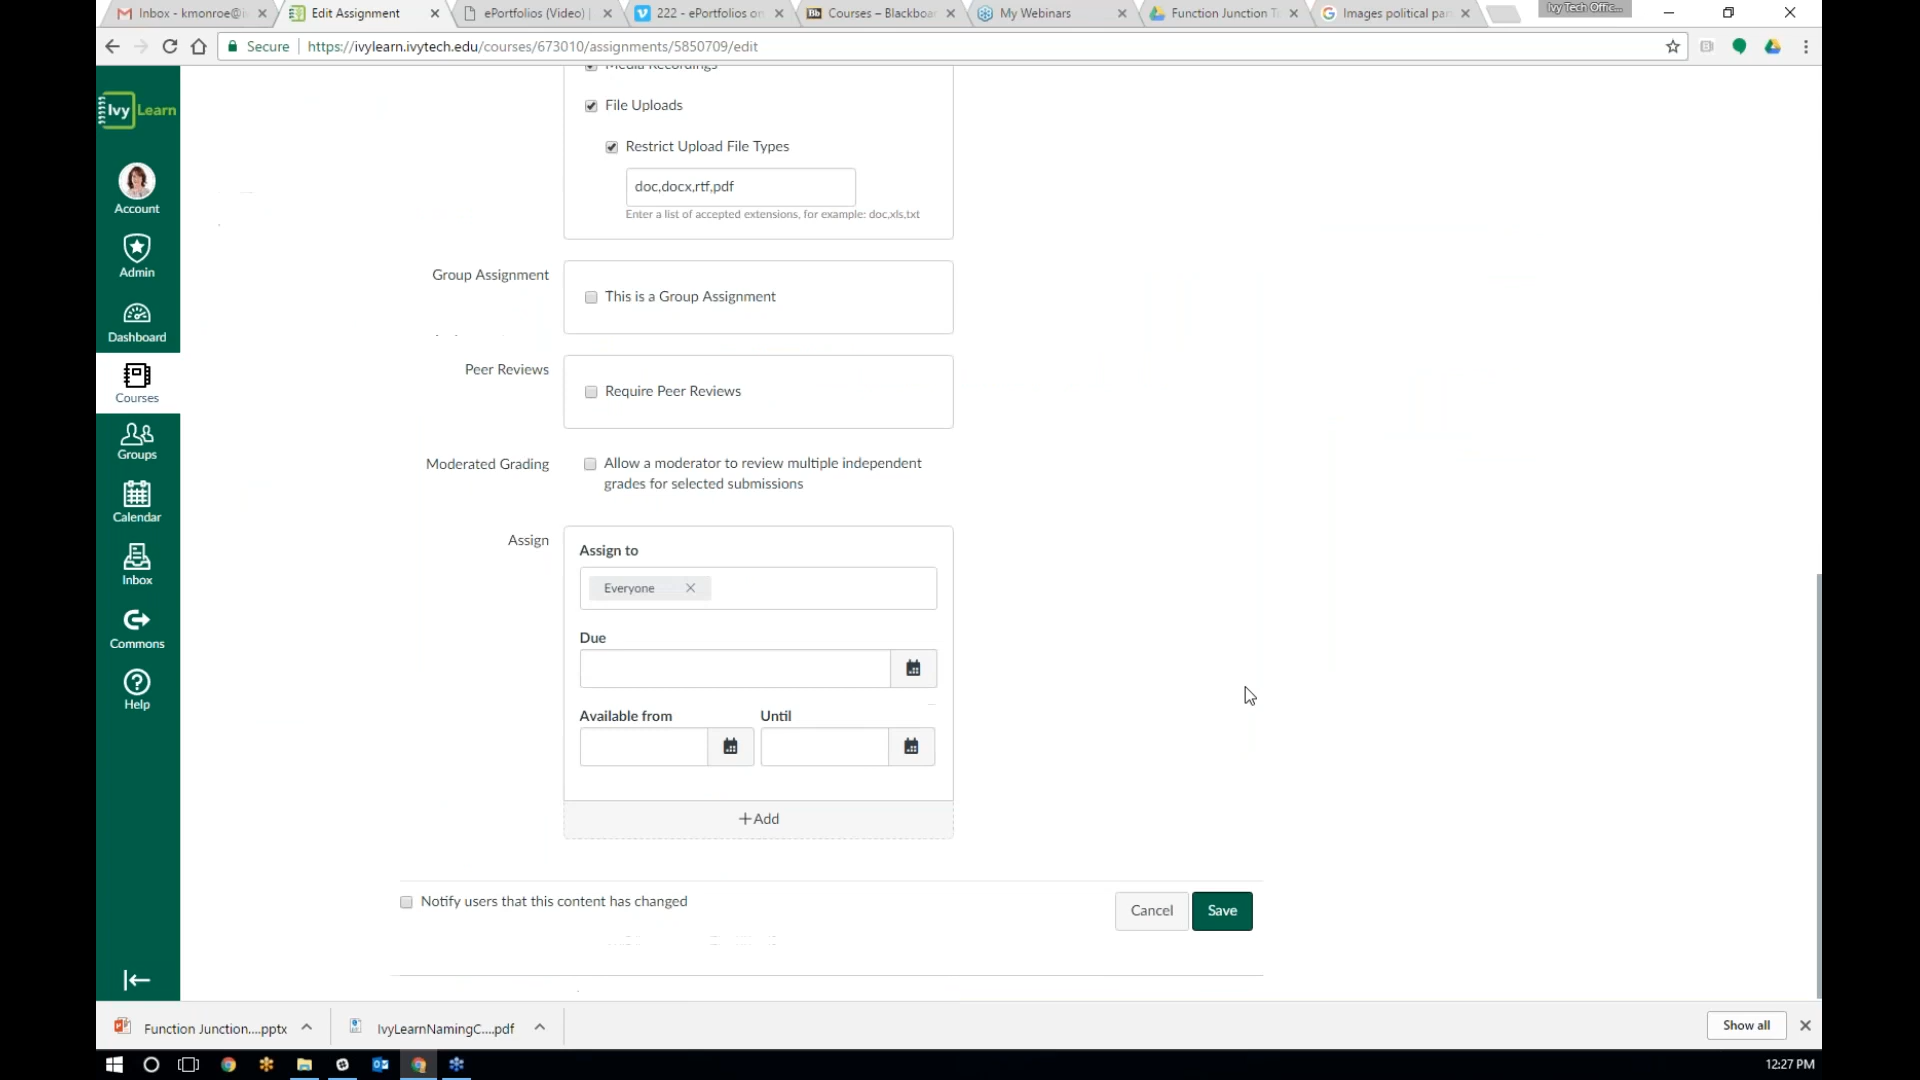 Inbox - kmonroe@i
Edit Assignment
ePortfolios (Video) |
222 - ePortfolios on
Bb Courses – Blackboar
My Webinars
Function Junction T
Images political par
Ivy Tech Offic...
Secure
https://ivylearn.ivytech.edu/courses/673010/assignments/5850709/edit
Ivy Learn
Account
Admin
Dashboard
Courses
Groups
Calendar
Inbox
Commons
Help
Media Recordings
File Uploads
Restrict Upload File Types
doc,docx,rtf,pdf
Enter a list of accepted extensions, for example: doc,xls,txt
Group Assignment
This is a Group Assignment
Peer Reviews
Require Peer Reviews
Moderated Grading
Allow a moderator to review multiple independent
grades for selected submissions
Assign
Assign to
Everyone
Due
Available from
Until
+Add
Notify users that this content has changed
Cancel
Save
Function Junction....pptx
IvyLearnNamingC....pdf
Show all
12:27 PM